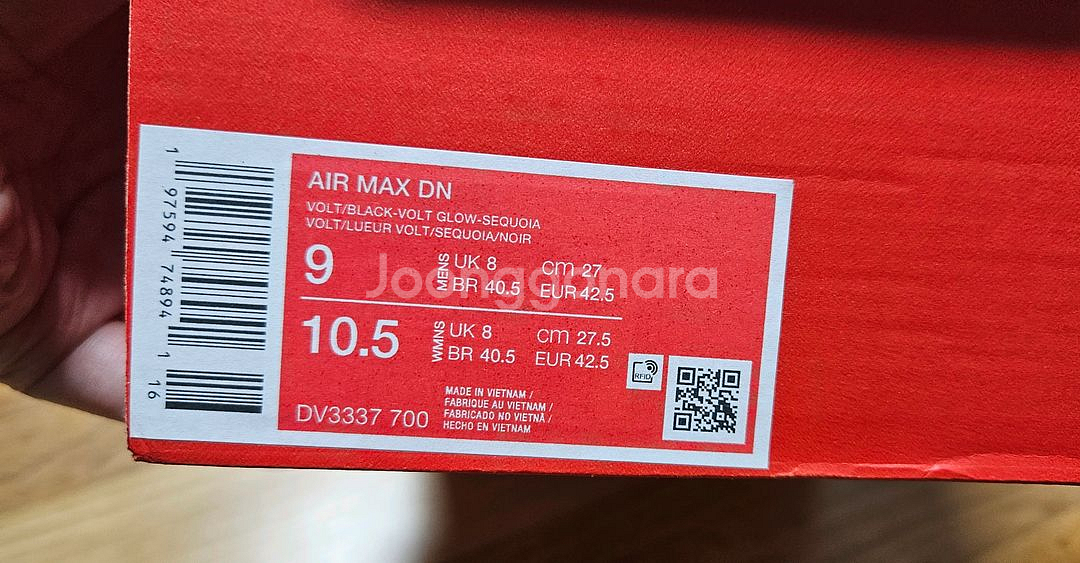 AIR MAX DN
VOLT/BLACK-VOLT GLOW-SEQUOIA
VOLT/LUEUR VOLT/SEQUOIA/NOIR
9 MENS UK 8 cm 27
BR 40.5 EUR 42.5
10.5 WMNS UK 8 cm 27.5
BR 40.5 EUR 42.5
RFID
DV3337 700
MADE IN VIETNAM /
FABRIQUE AU VIETNAM /
FABRICADO NO VIETNÃ /
HECHO EN VIETNAM
1 97594 74894 1 16
Joonggonara